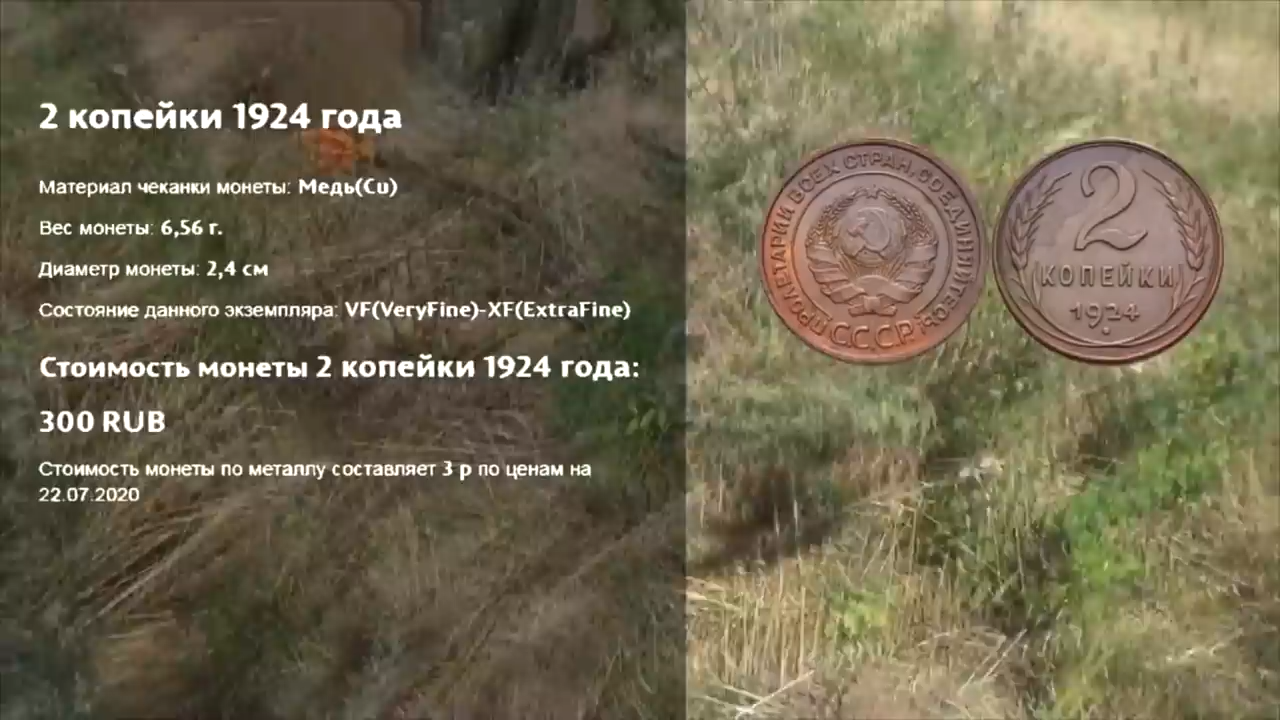 2 копейки 1924 года
Материал чеканки монеты: Медь(Cu)
Вес монеты: 6,56 г.
Диаметр монеты: 2,4 см
Состояние данного экземпляра: VF(VeryFine)-XF(ExtraFine)
Стоимость монеты 2 копейки 1924 года:
300 RUB
Стоимость монеты по металлу составляет 3 р по ценам на
22.07.2020
ПРОЛЕТАРИИ ВСЕХ СТРАН, СОЕДИНЯЙТЕСЬ!
С.С.С.Р.
2
КОПЕЙКИ
1924